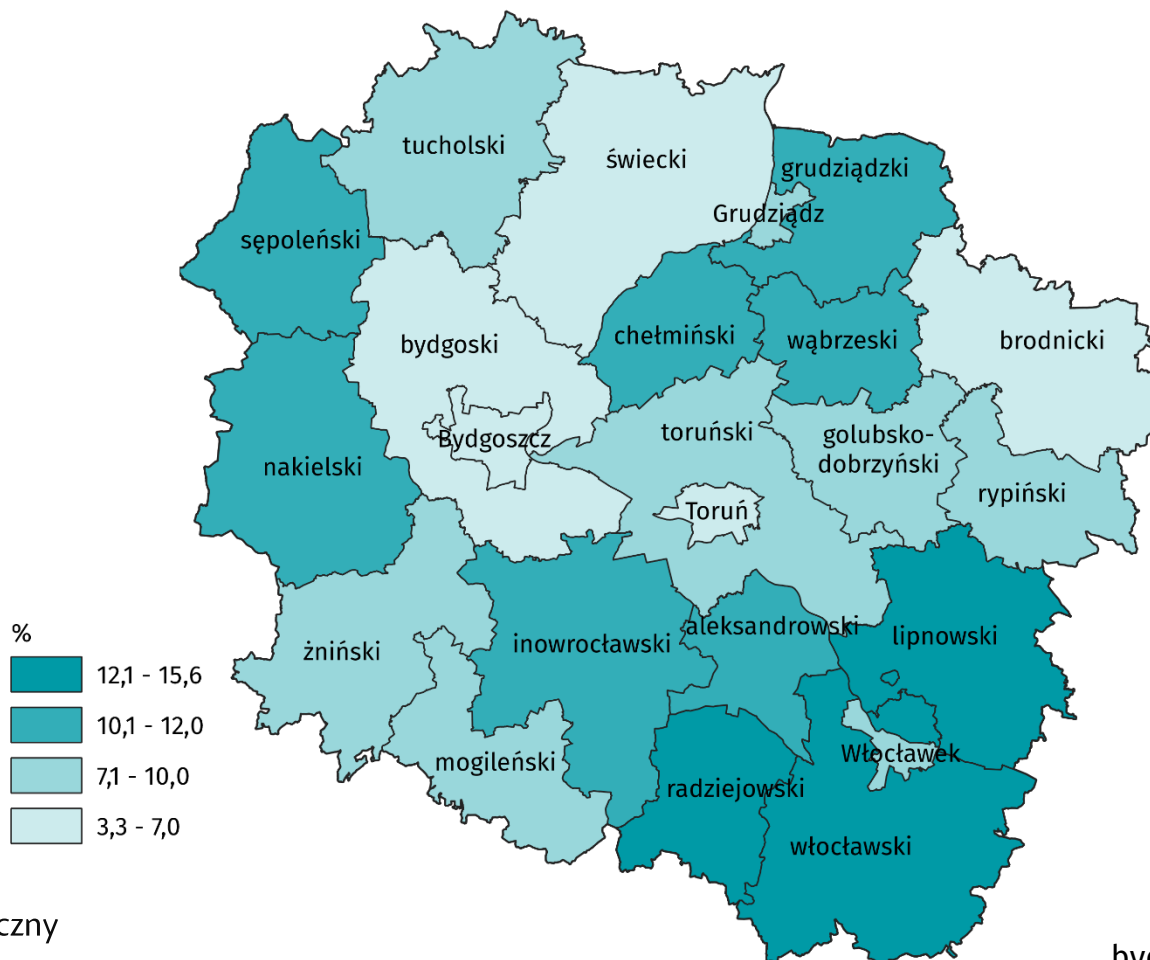 tucholski
świecki
grudziądzki
Grudziądz
sępoleński
chełmiński
wąbrzeski
brodnicki
bydgoski
Bydgoszcz
toruński
golubsko-
dobrzyński
nakielski
rypiński
Toruń
%
12,1 - 15,6
10,1 - 12,0
7,1 - 10,0
3,3 - 7,0
żniński
inowrocławski
aleksandrowski
lipnowski
mogileński
Włocławek
radziejowski
włocławski
czny